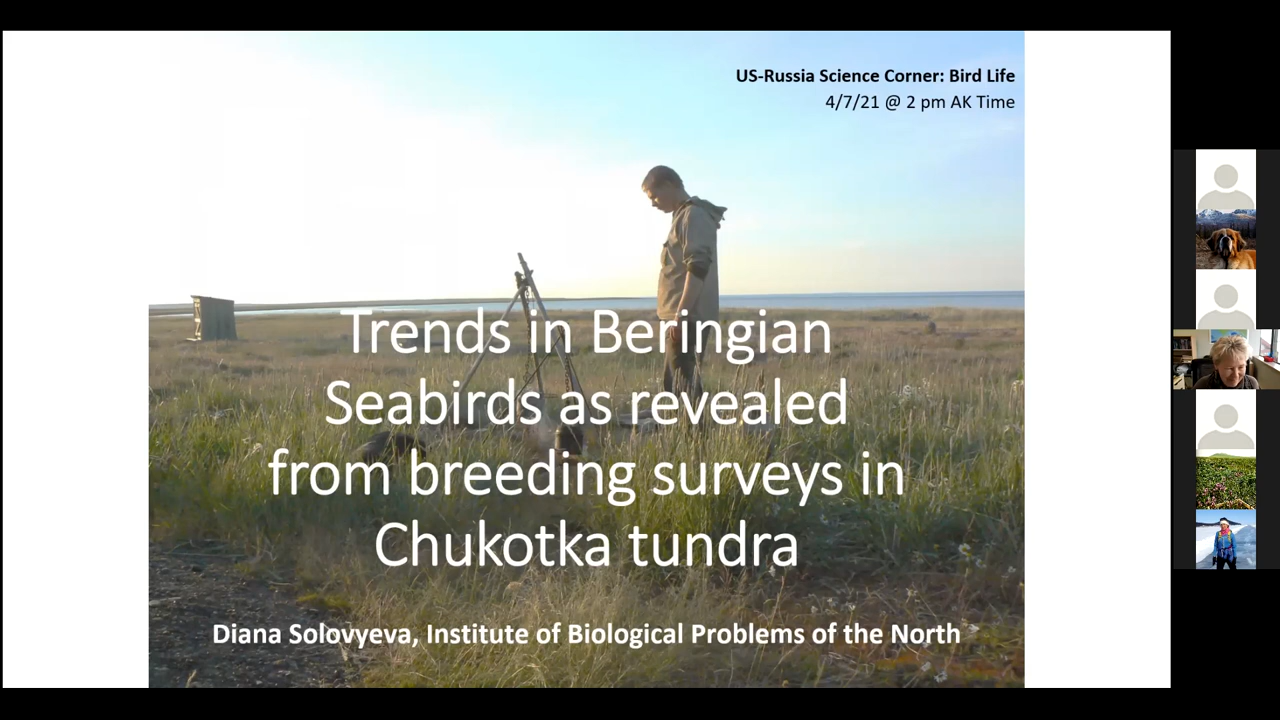 US-Russia Science Corner: Bird Life
4/7/21 @ 2 pm AK Time
Trends in Beringian
Seabirds as revealed
from breeding surveys in
Chukotka tundra
Diana Solovyeva, Institute of Biological Problems of the North